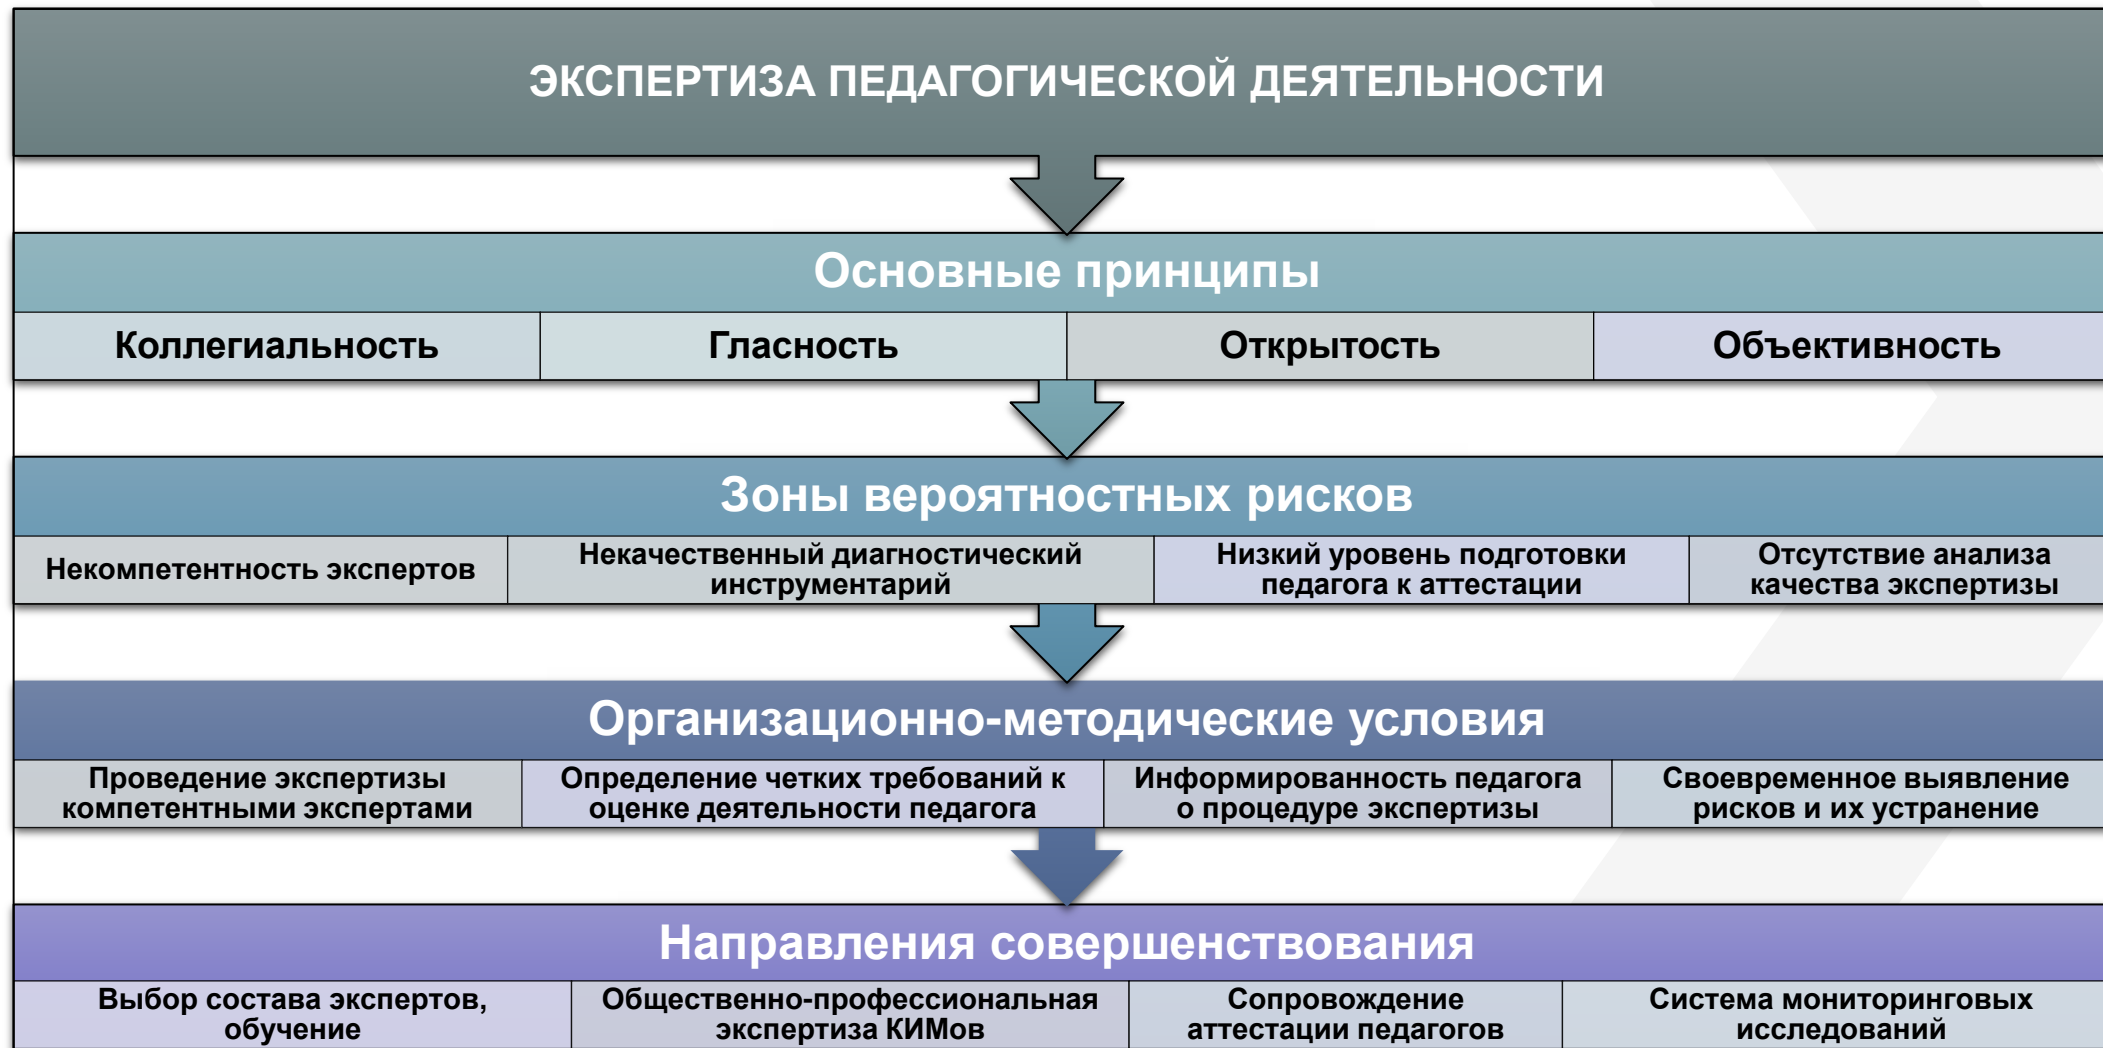 ЭКСПЕРТИЗА ПЕДАГОГИЧЕСКОЙ ДЕЯТЕЛЬНОСТИ
Основные принципы
Коллегиальность
Гласность
Открытость
Объективность
Зоны вероятностных рисков
Некомпетентность экспертов
Некачественный диагностический
инструментарий
Низкий уровень подготовки
педагога к аттестации
Отсутствие анализа
качества экспертизы
Организационно-методические условия
Проведение экспертизы
компетентными экспертами
Определение четких требований к
оценке деятельности педагога
Информированность педагога
о процедуре экспертизы
Своевременное выявление
рисков и их устранение
Направления совершенствования
Выбор состава экспертов,
обучение
Общественно-профессиональная
экспертиза КИМов
Сопровождение
аттестации педагогов
Система мониторинговых
исследований